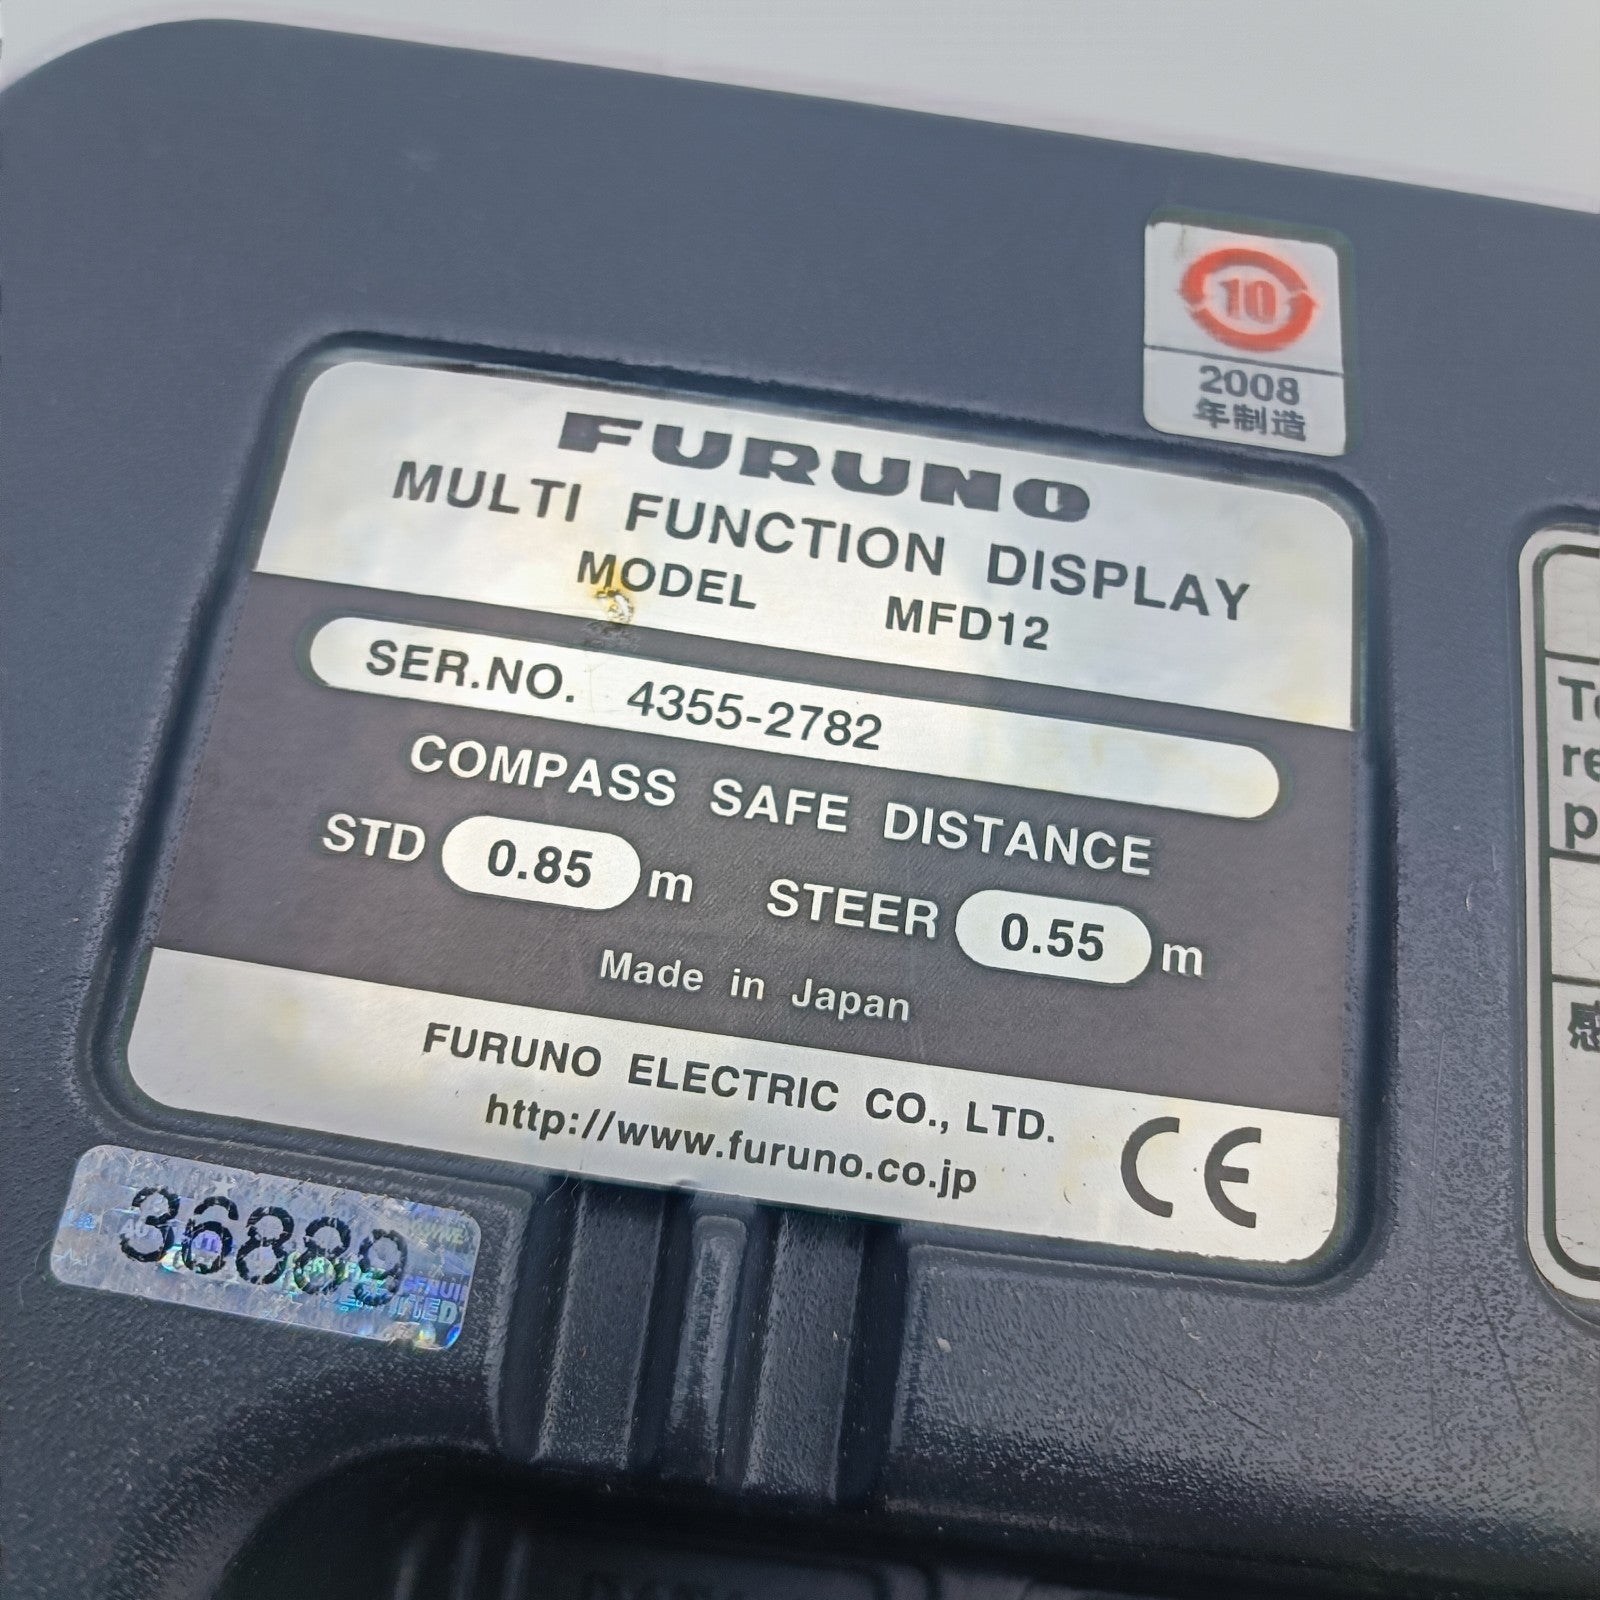 10
2008
年制造
FURUNO
MULTI FUNCTION DISPLAY
MODEL MFD12
SER.NO. 4355-2782
COMPASS SAFE DISTANCE
STD 0.85 m STEER 0.55 m
Made in Japan
FURUNO ELECTRIC CO., LTD.
http://www.furuno.co.jp
CE
36889
re
p
感